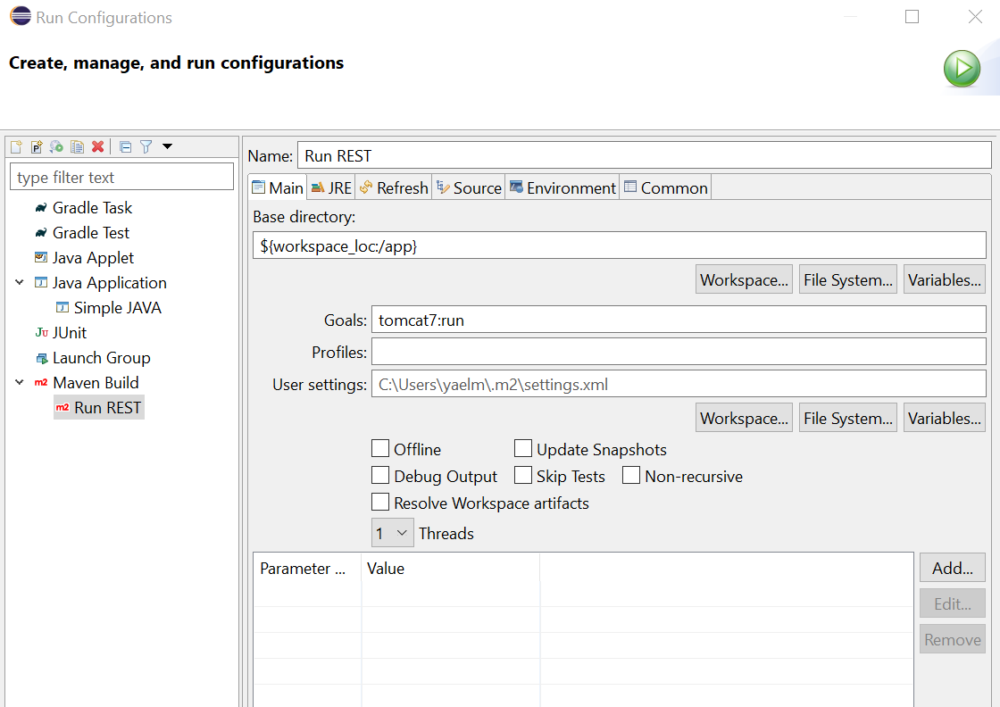 Run Configurations
Create, manage, and run configurations
Name: Run REST
type filter text
Gradle Task
Gradle Test
Java Applet
Java Application
Simple JAVA
JUnit
Launch Group
Maven Build
Run REST
Main JRE Refresh Source Environment Common
Base directory:
${workspace_loc:/app}
Workspace... File System... Variables...
Goals: tomcat7:run
Profiles:
User settings: C:\Users\yaelm\.m2\settings.xml
Workspace... File System... Variables...
Offline Update Snapshots
Debug Output Skip Tests Non-recursive
Resolve Workspace artifacts
1 Threads
Parameter ... Value
Add...
Edit...
Remove